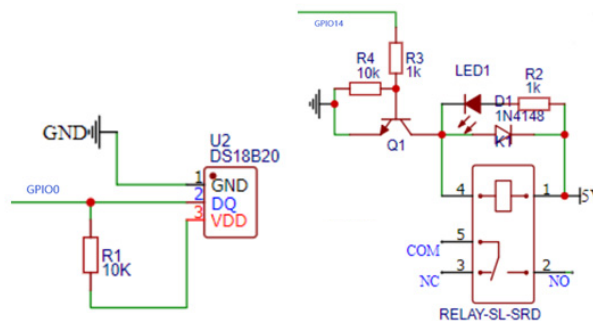 GPIO14
R4
10k
R3
1k
LED1
R2
1k
D1
1N4148
K1
Q1
GND
U2
DS18B20
1
GND
2
DQ
3
VDD
GPIO0
R1
10K
4
1
5V
COM
5
NC
3
2
NO
RELAY-SL-SRD